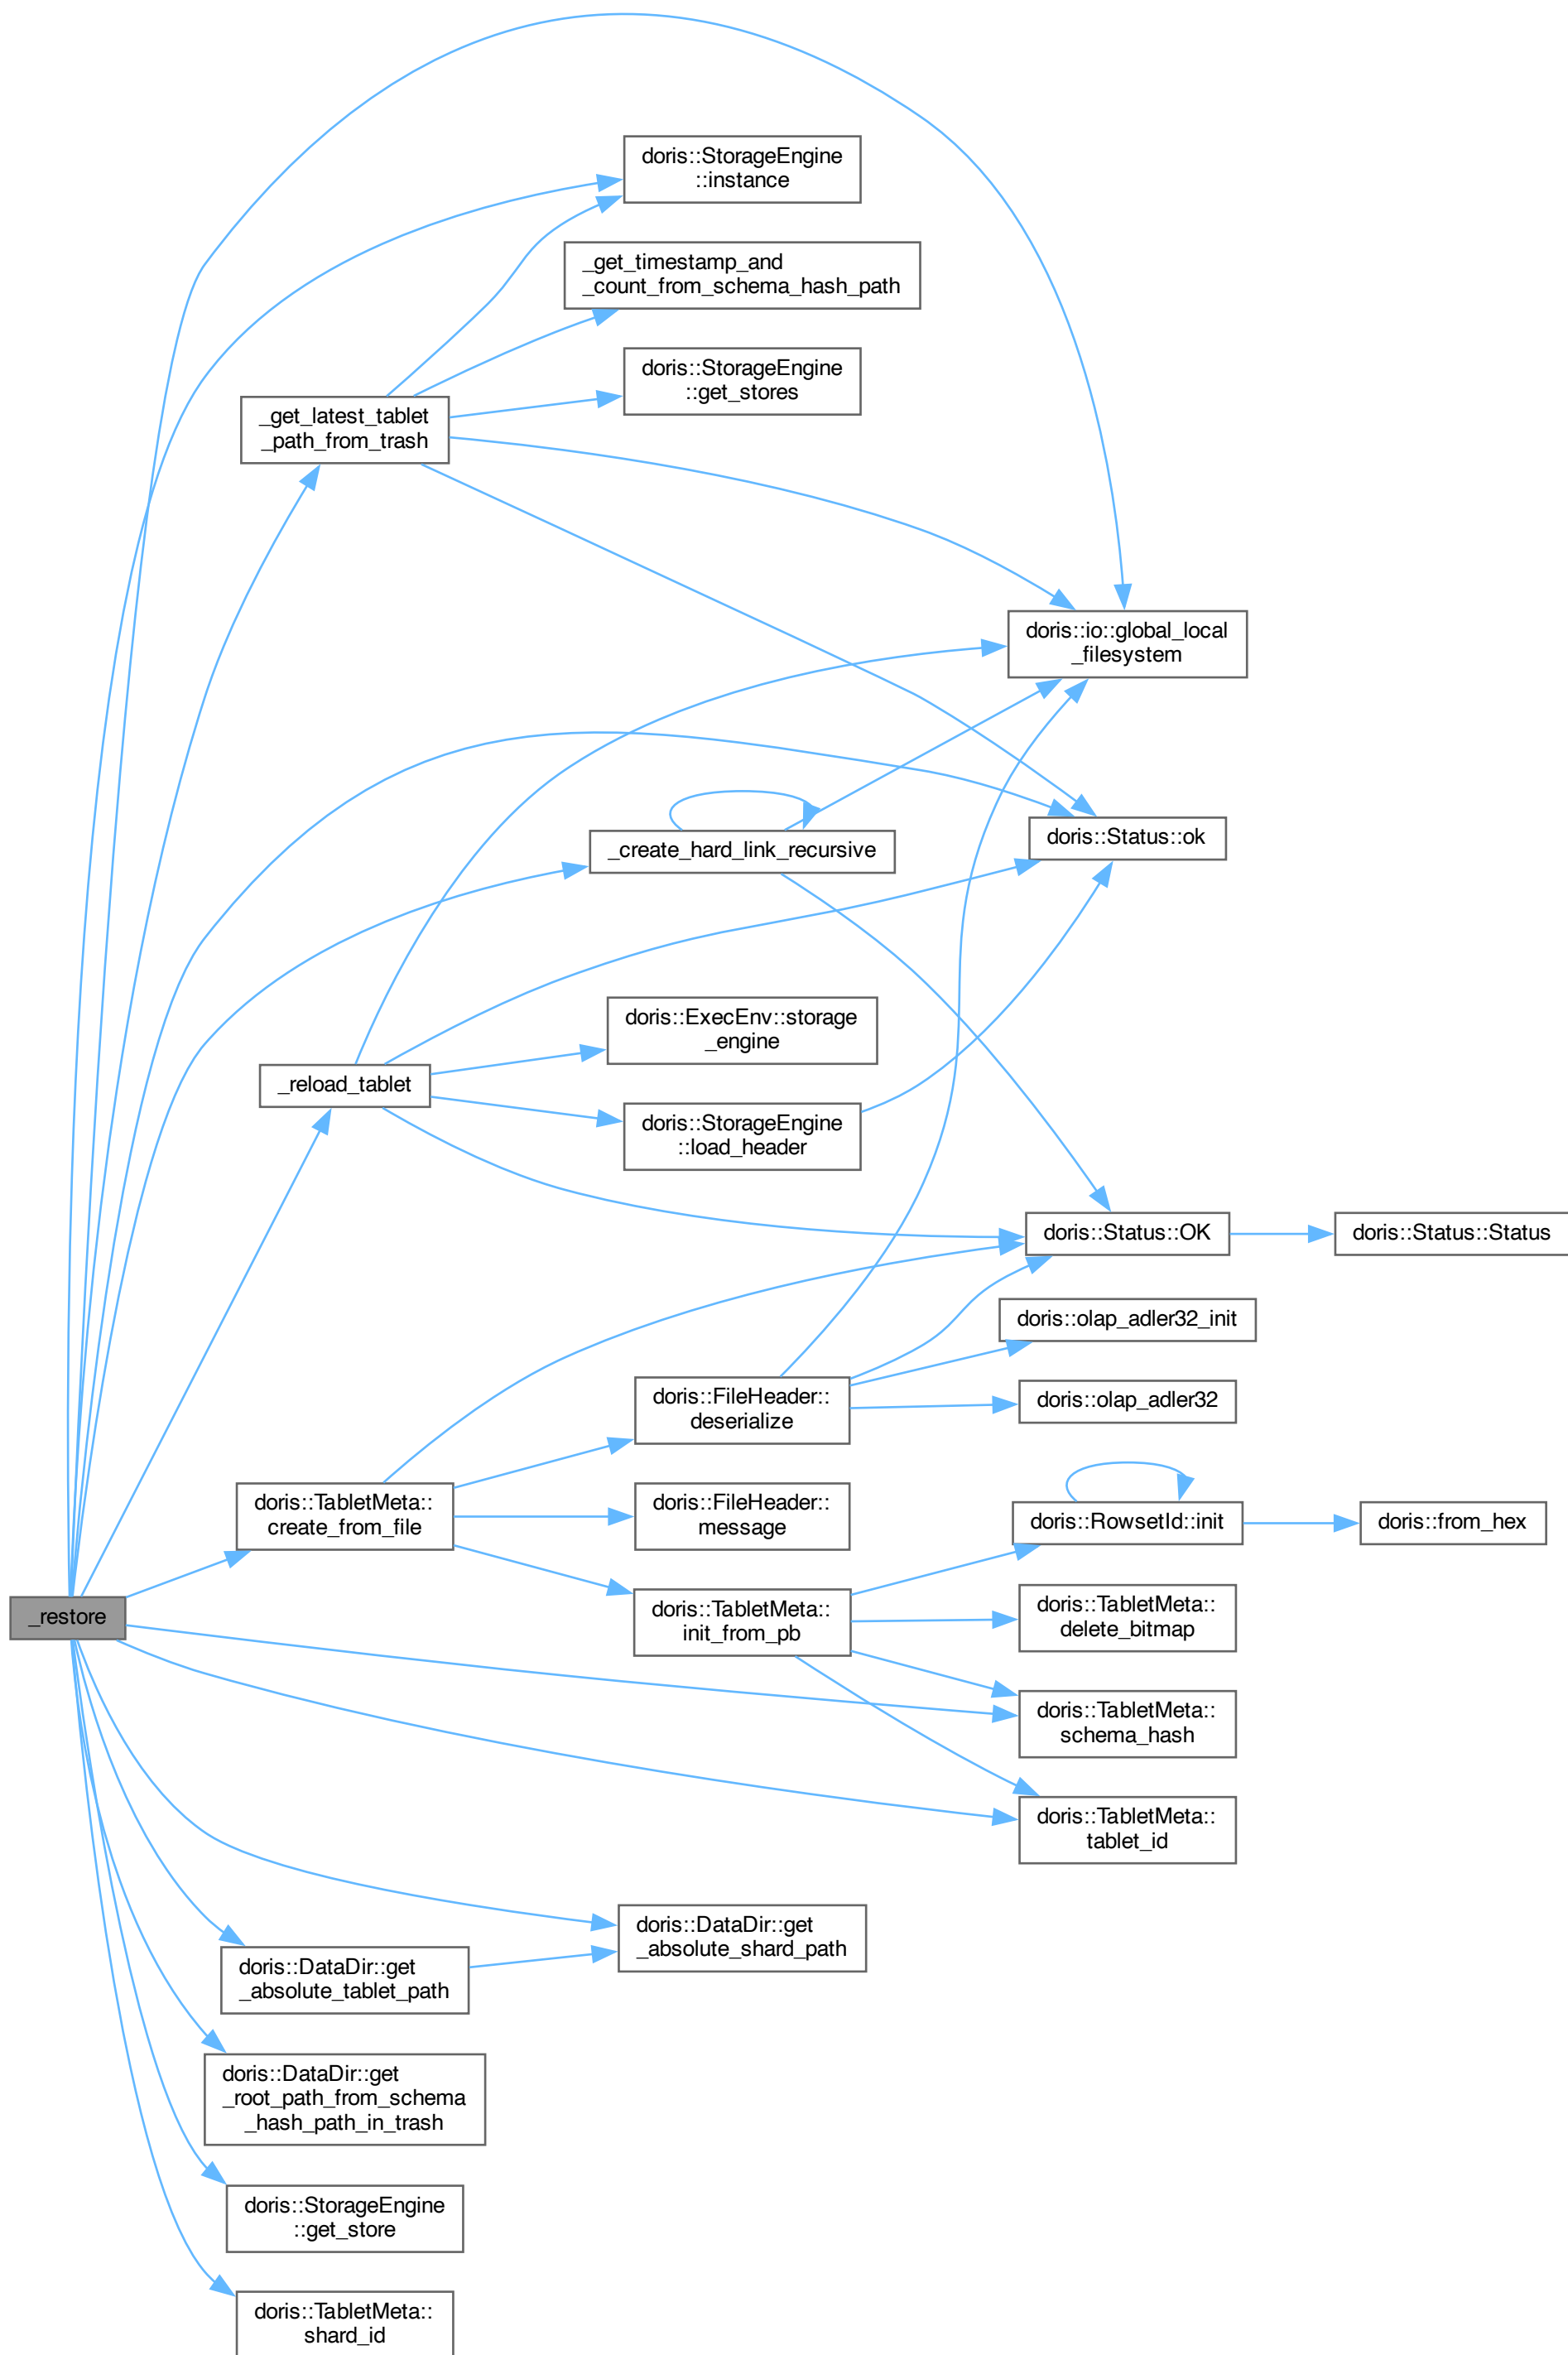 doris::StorageEngine
::instance
_get_timestamp_and
_count_from_schema_hash_path
doris::StorageEngine
::get_stores
_get_latest_tablet
_path_from_trash
doris::io::global_local
_filesystem
doris::Status::ok
_create_hard_link_recursive
doris::ExecEnv::storage
_engine
_reload_tablet
doris::StorageEngine
::load_header
doris::Status::OK
doris::Status::Status
doris::olap_adler32_init
doris::FileHeader::
deserialize
doris::olap_adler32
doris::TabletMeta::
create_from_file
doris::FileHeader::
message
doris::RowsetId::init
doris::from_hex
_restore
doris::TabletMeta::
init_from_pb
doris::TabletMeta::
delete_bitmap
doris::TabletMeta::
schema_hash
doris::TabletMeta::
tablet_id
doris::DataDir::get
_absolute_shard_path
doris::DataDir::get
_absolute_tablet_path
doris::DataDir::get
_root_path_from_schema
_hash_path_in_trash
doris::StorageEngine
::get_store
doris::TabletMeta::
shard_id